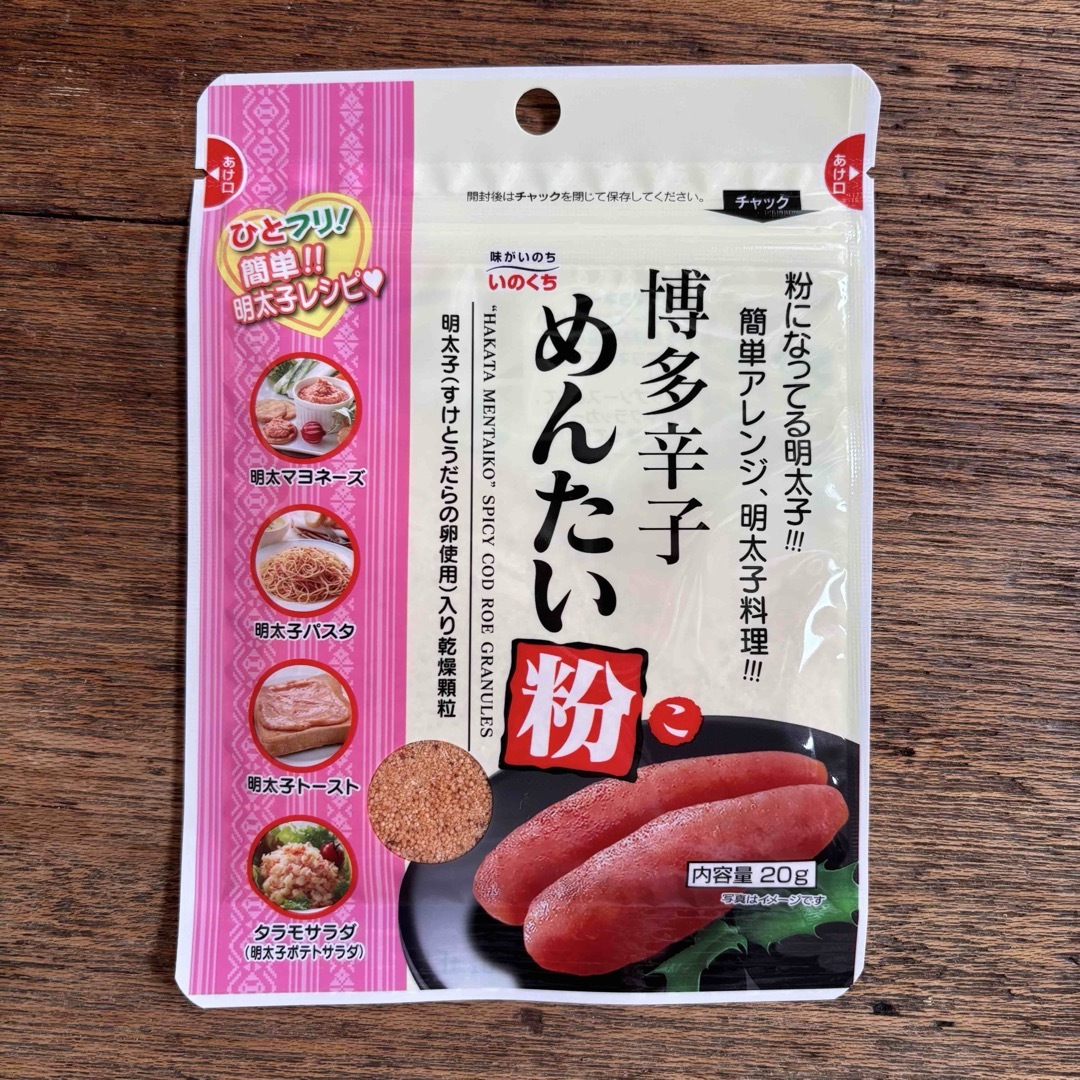 開封後はチャックを閉じて保存してください。
チャック
あけ口
あけ口
ひとフリ!
簡単!!
明太子レシピ♥
味がいのち
いのくち
粉になってる明太子!!!
簡単アレンジ、明太子料理!!!
博多辛子
めんたい
粉
こ
"HAKATA MENTAIKO" SPICY COD ROE GRANULES
明太子(すけとうだらの卵使用)入り乾燥顆粒
明太マヨネーズ
明太子パスタ
明太子トースト
タラモサラダ
(明太子ポテトサラダ)
内容量 20g
写真はイメージです